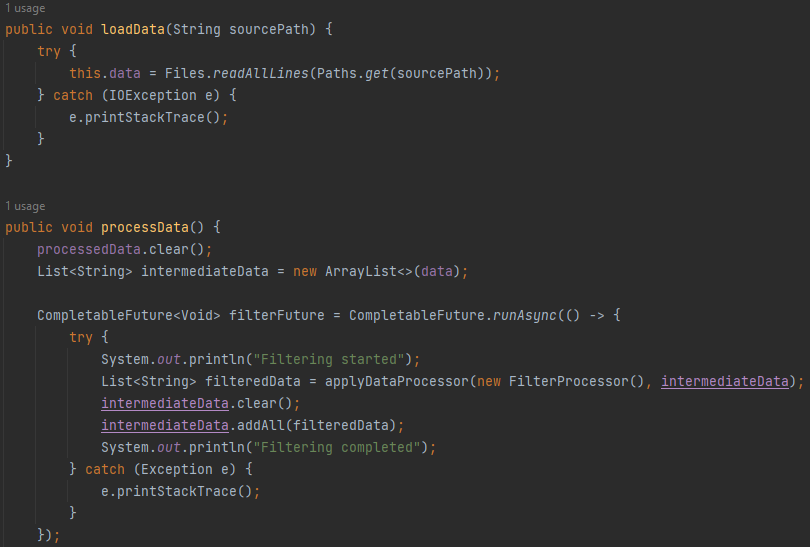 1 usage
public void loadData(String sourcePath) {
    try {
        this.data = Files.readAllLines(Paths.get(sourcePath));
    } catch (IOException e) {
        e.printStackTrace();
    }
}
1 usage
public void processData() {
    processedData.clear();
    List<String> intermediateData = new ArrayList<>(data);
    CompletableFuture<Void> filterFuture = CompletableFuture.runAsync(() -> {
        try {
            System.out.println("Filtering started");
            List<String> filteredData = applyDataProcessor(new FilterProcessor(), intermediateData);
            intermediateData.clear();
            intermediateData.addAll(filteredData);
            System.out.println("Filtering completed");
        } catch (Exception e) {
            e.printStackTrace();
        }
    });